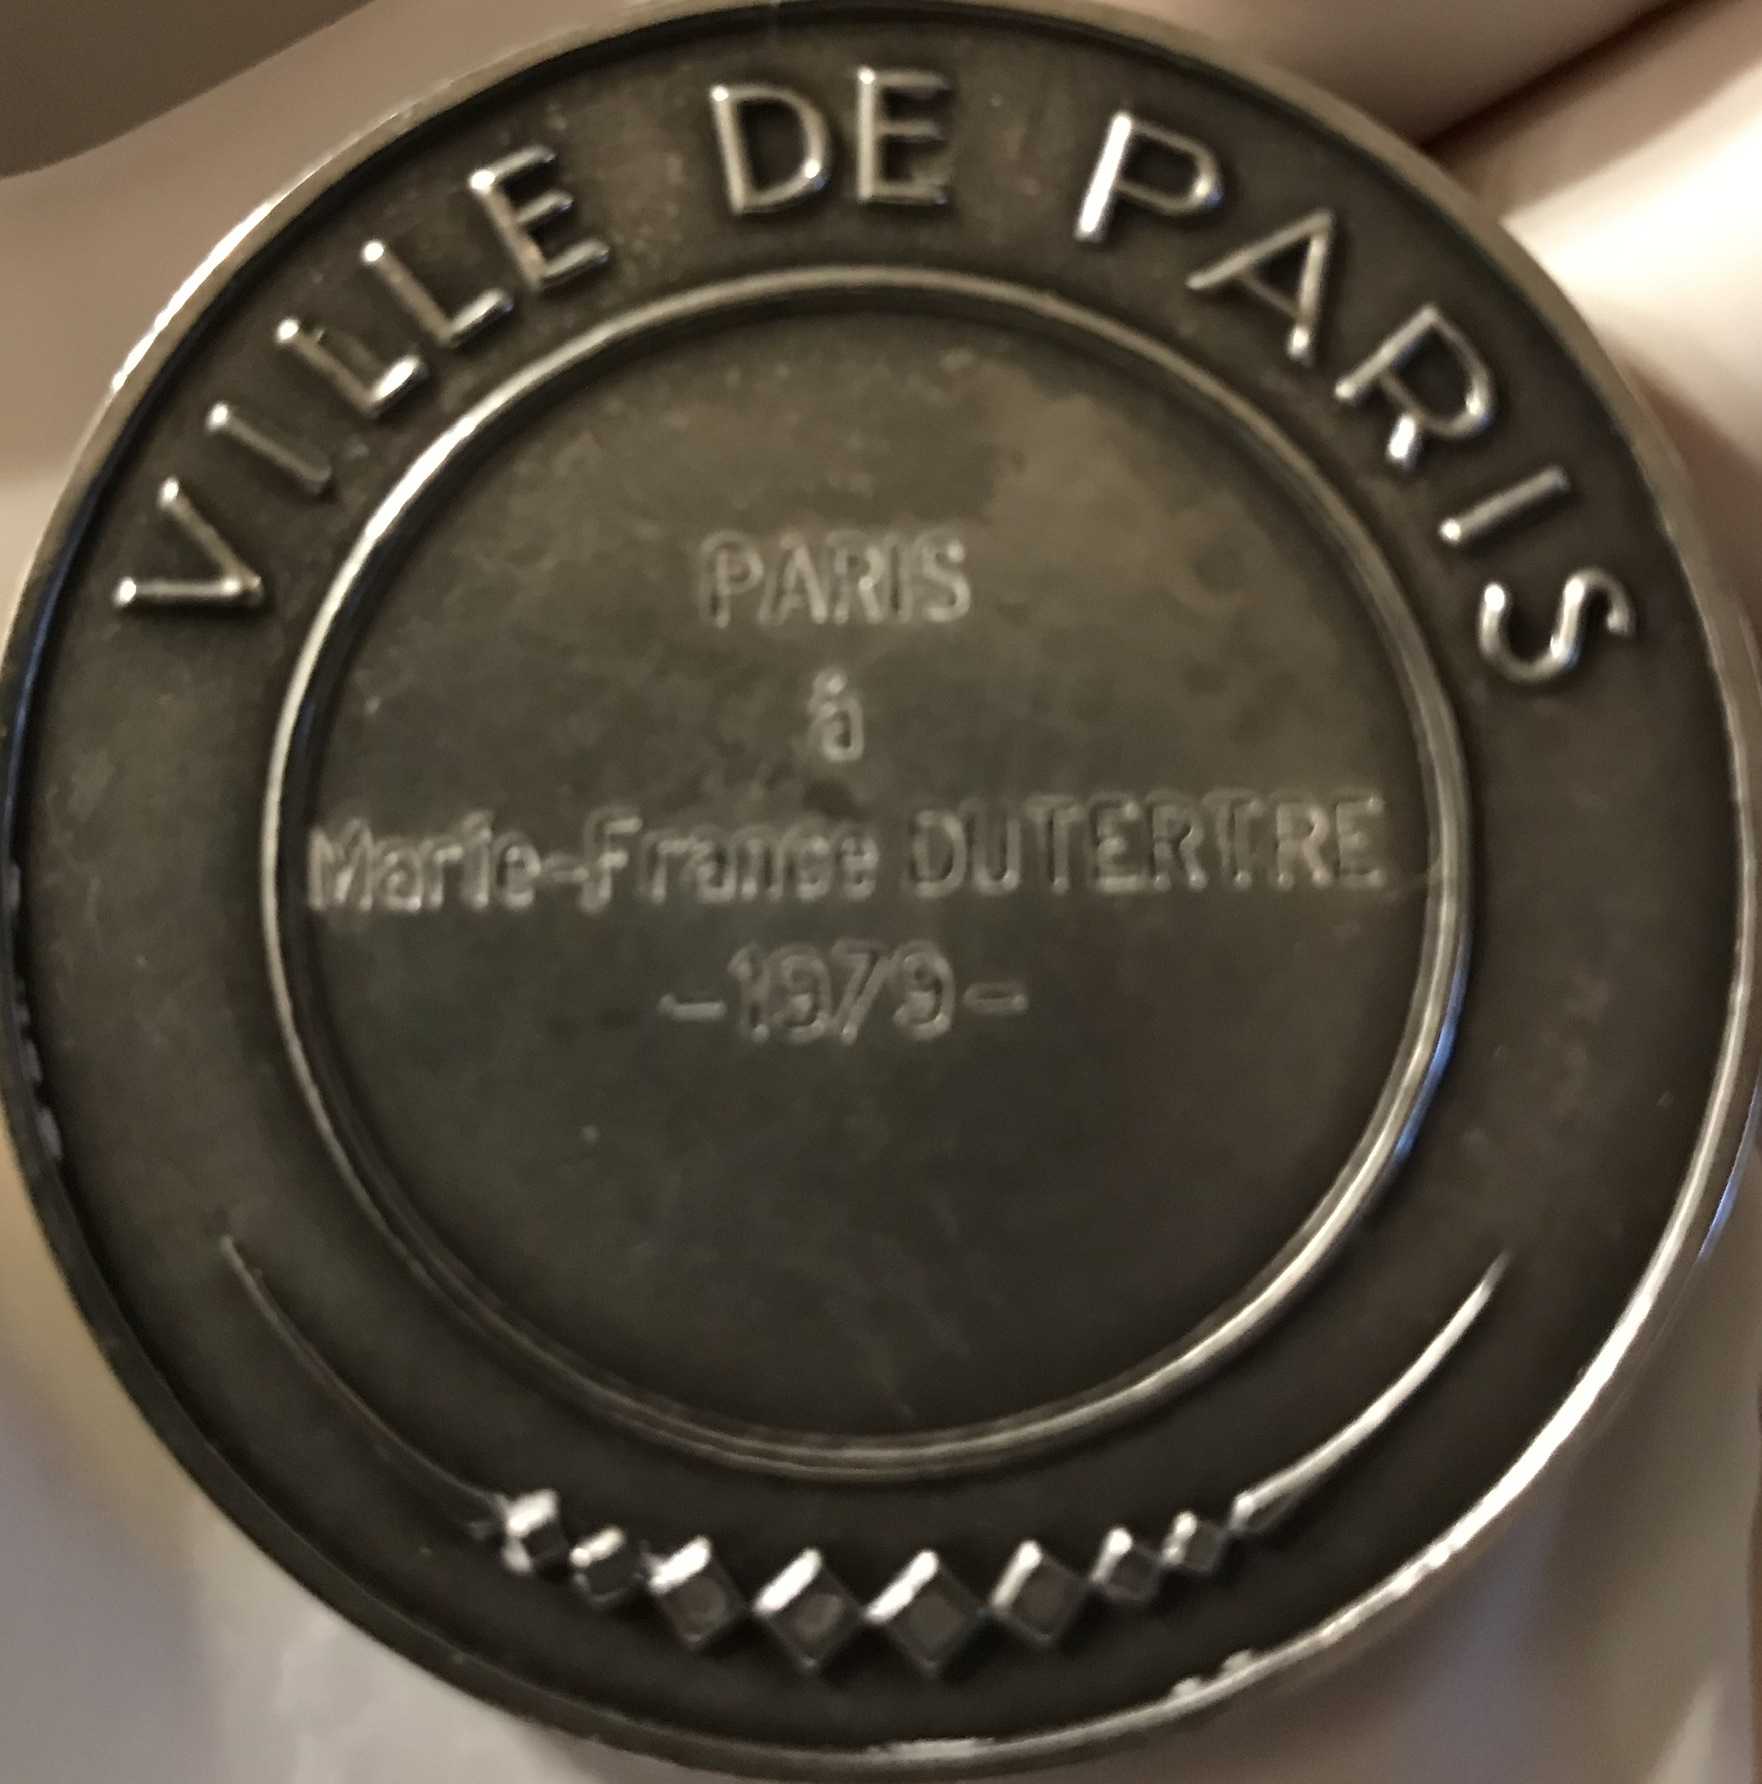 VILLE DE PARIS
PARIS
à
Marie-France DUTERTRE
-1979-